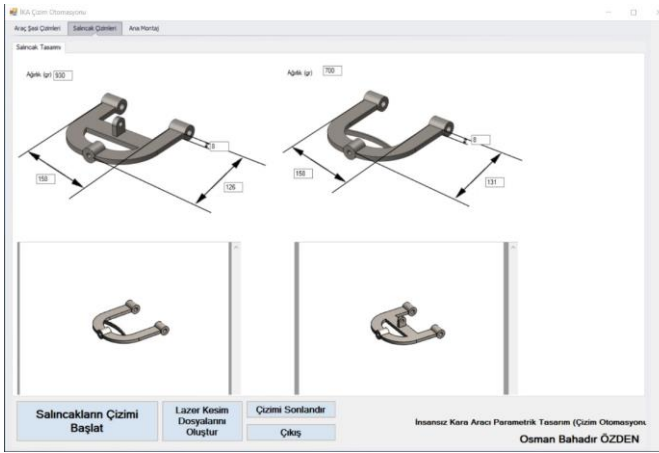 İKA Çizim Otomasyonu
Araç Şasi Çizimleri Salıncak Çizimleri Ana Montaj
Salıncak Tasarımı
Ağırlık (gr) 930
Ağırlık (gr) 700
8
8
150
126
150
131
Salıncakların Çizimi
Başlat
Lazer Kesim
Dosyalarını
Oluştur
Çizimi Sonlandır
Çıkış
İnsansız Kara Aracı Parametrik Tasarım (Çizim Otomasyonu
Osman Bahadır ÖZDEN